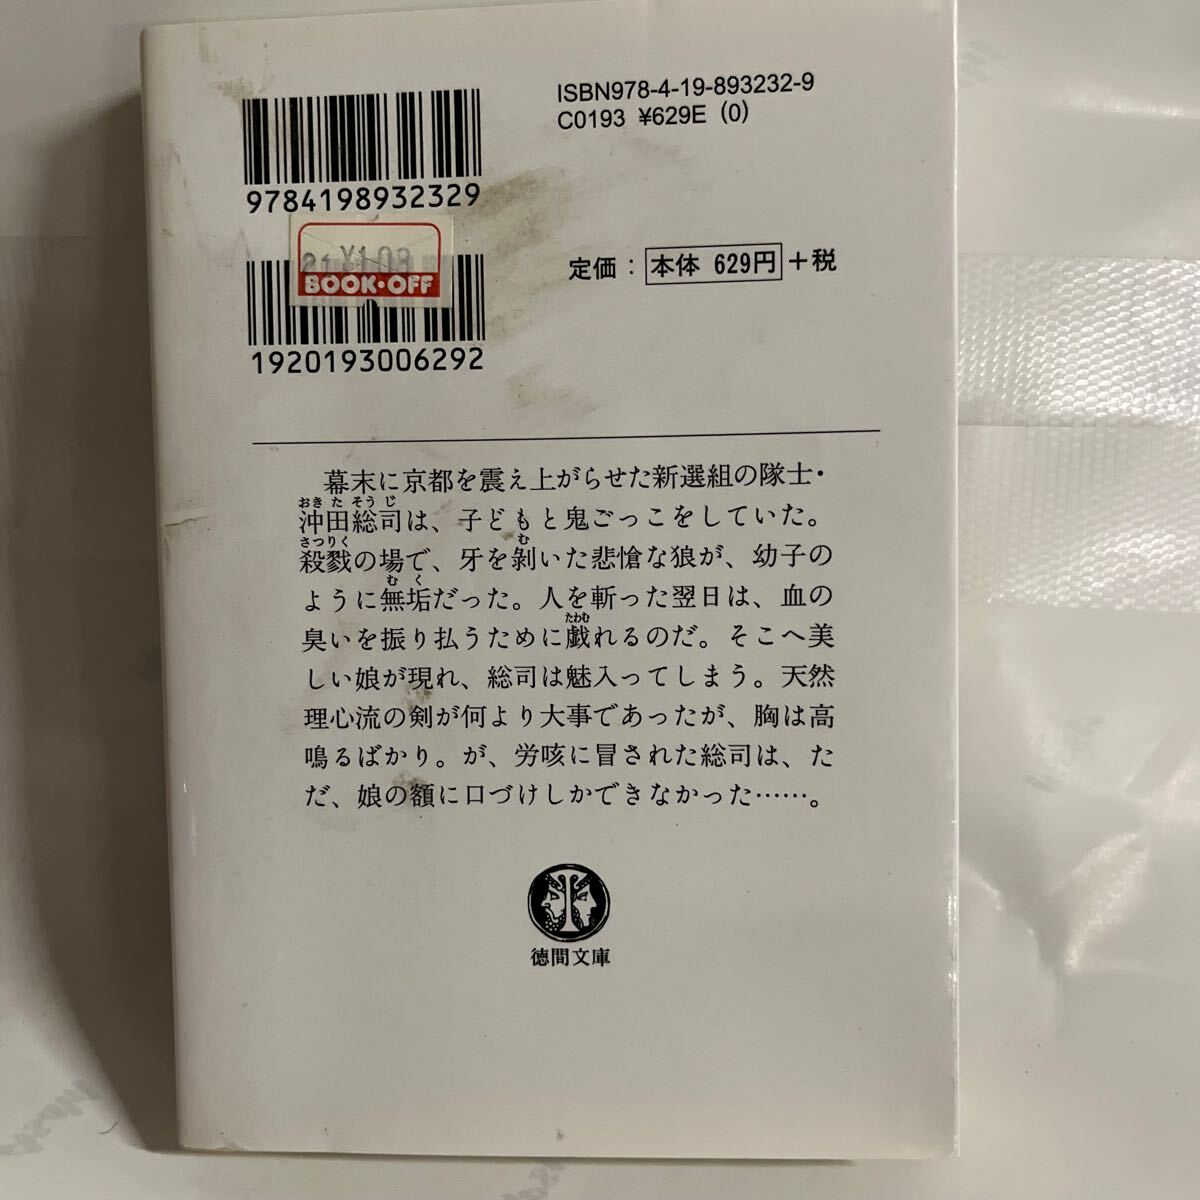 ISBN978-4-19-893232-9
C0193 ¥629E (0)
9784198932329
21 ¥108
BOOK・OFF
1920193006292
定価：本体 629円＋税
幕末に京都を震え上がらせた新選組の隊士・
沖田総司は、子どもと鬼ごっこをしていた。
殺戮の場で、牙を剝いた悲愴な狼が、幼子の
ように無垢だった。人を斬った翌日は、血の
臭いを振り払うために戯れるのだ。そこへ美
しい娘が現れ、総司は魅入ってしまう。天然
理心流の剣が何より大事であったが、胸は高
鳴るばかり。が、労咳に冒された総司は、た
だ、娘の額に口づけしかできなかった……。
徳間文庫